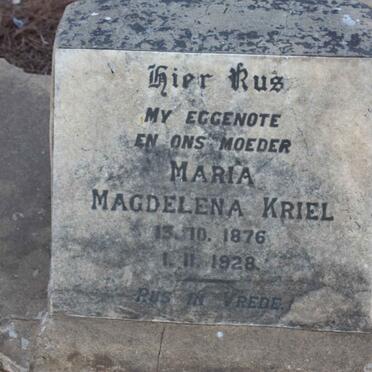 Hier Rus
MY EGGENOTE
EN ONS MOEDER
MARIA
MAGDELENA KRIEL
13.10.1876
1.11.1928.
RUS IN VREDE.